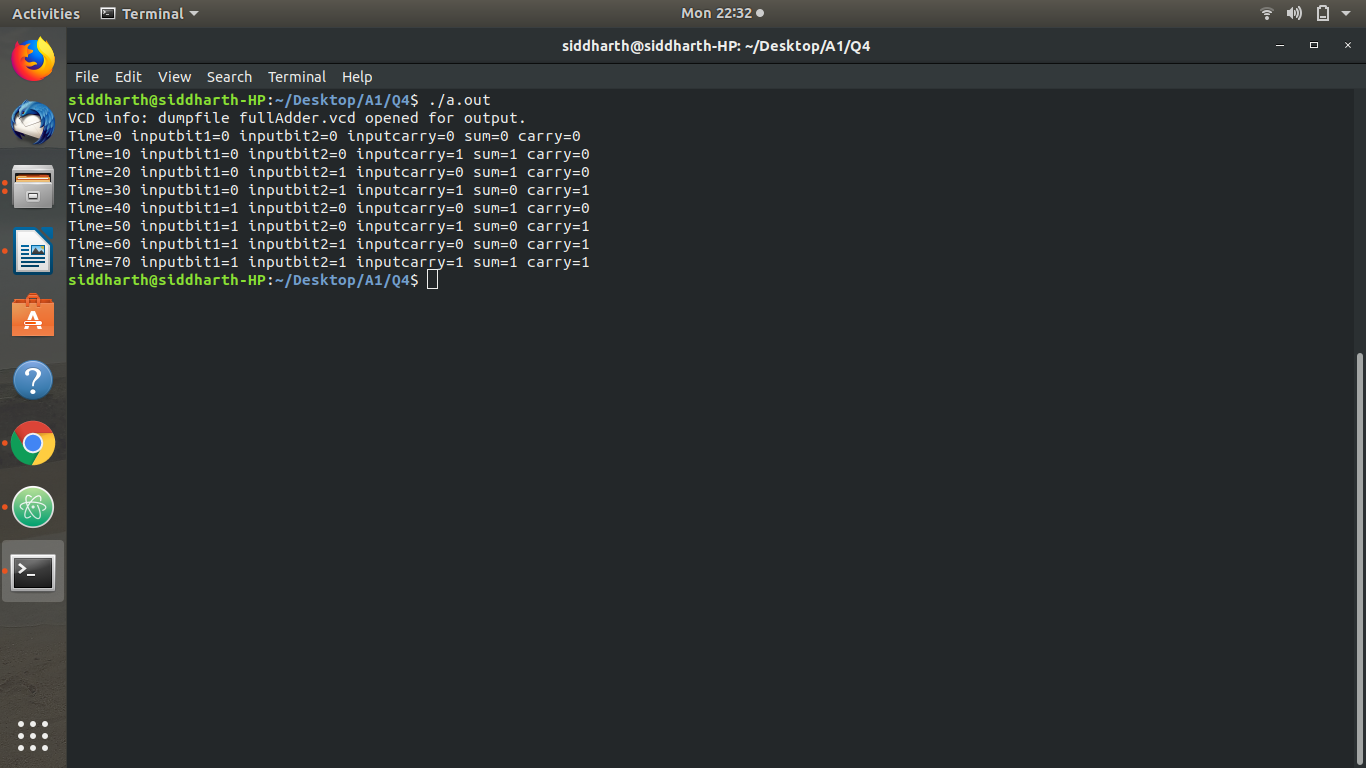 Activities Terminal Mon 22:32
siddharth@siddharth-HP: ~/Desktop/A1/Q4
File Edit View Search Terminal Help
siddharth@siddharth-HP:~/Desktop/A1/Q4$ ./a.out
VCD info: dumpfile fullAdder.vcd opened for output.
Time=0 inputbit1=0 inputbit2=0 inputcarry=0 sum=0 carry=0
Time=10 inputbit1=0 inputbit2=0 inputcarry=1 sum=1 carry=0
Time=20 inputbit1=0 inputbit2=1 inputcarry=0 sum=1 carry=0
Time=30 inputbit1=0 inputbit2=1 inputcarry=1 sum=0 carry=1
Time=40 inputbit1=1 inputbit2=0 inputcarry=0 sum=1 carry=0
Time=50 inputbit1=1 inputbit2=0 inputcarry=1 sum=0 carry=1
Time=60 inputbit1=1 inputbit2=1 inputcarry=0 sum=0 carry=1
Time=70 inputbit1=1 inputbit2=1 inputcarry=1 sum=1 carry=1
siddharth@siddharth-HP:~/Desktop/A1/Q4$